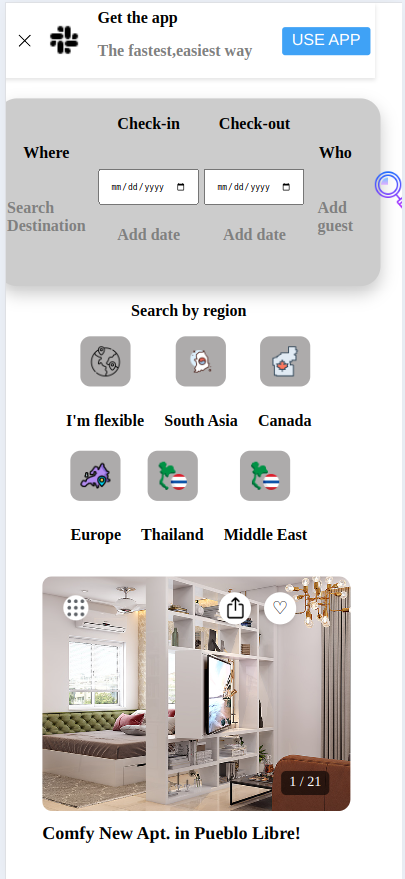 Get the app
The fastest,easiest way
USE APP
Where
Search
Destination
Check-in
mm/dd/yyyy
Add date
Check-out
mm/dd/yyyy
Add date
Who
Add
guest
Search by region
I'm flexible
South Asia
Canada
Europe
Thailand
Middle East
1 / 21
Comfy New Apt. in Pueblo Libre!